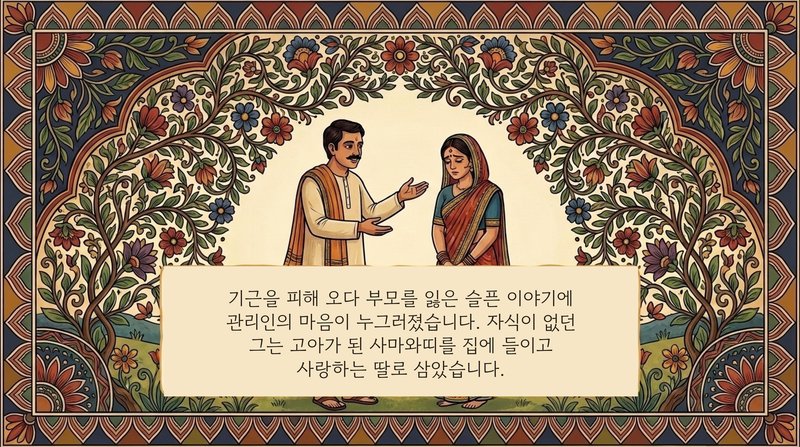 기근을 피해 오다 부모를 잃은 슬픈 이야기에
관리인의 마음이 누그러졌습니다. 자식이 없던
그는 고아가 된 사마와띠를 집에 들이고
사랑하는 딸로 삼았습니다.